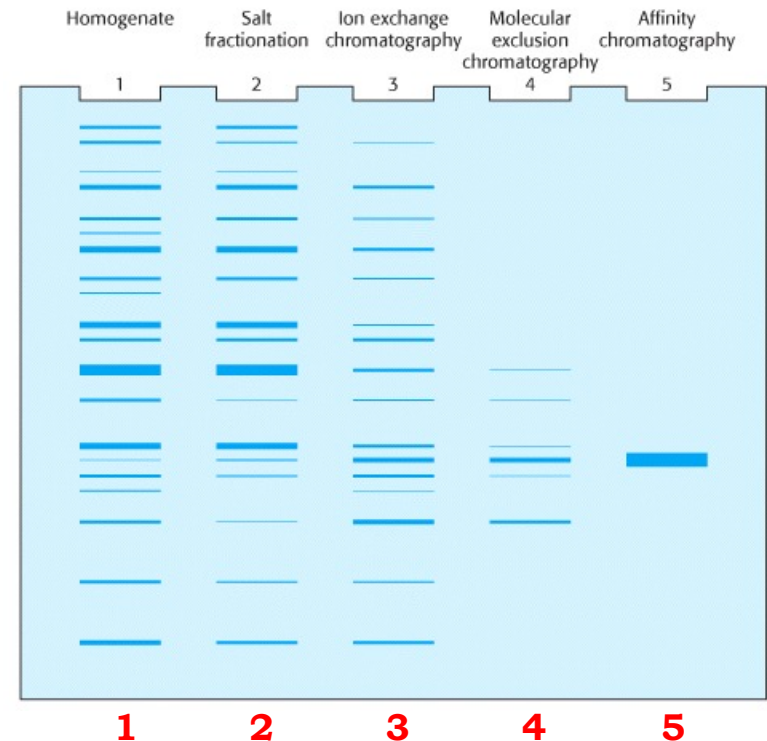 Homogenate
Salt
fractionation
Ion exchange
chromatography
Molecular
exclusion
chromatography
Affinity
chromatography
1 2 3 4 5
1 2 3 4 5